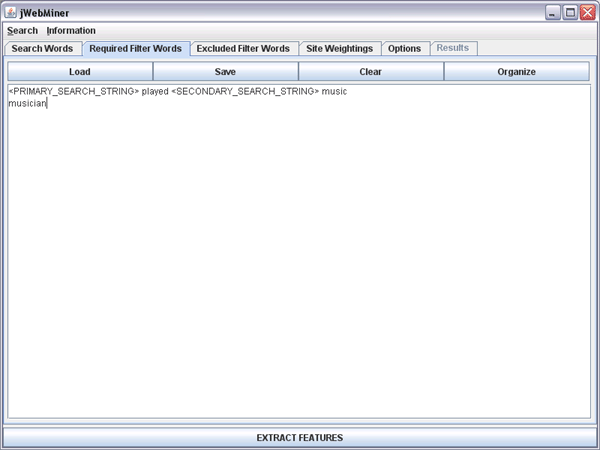 jWebMiner
Search Information
Search Words Required Filter Words Excluded Filter Words Site Weightings Options Results
Load Save Clear Organize
<PRIMARY_SEARCH_STRING> played <SECONDARY_SEARCH_STRING> music
musician
EXTRACT FEATURES